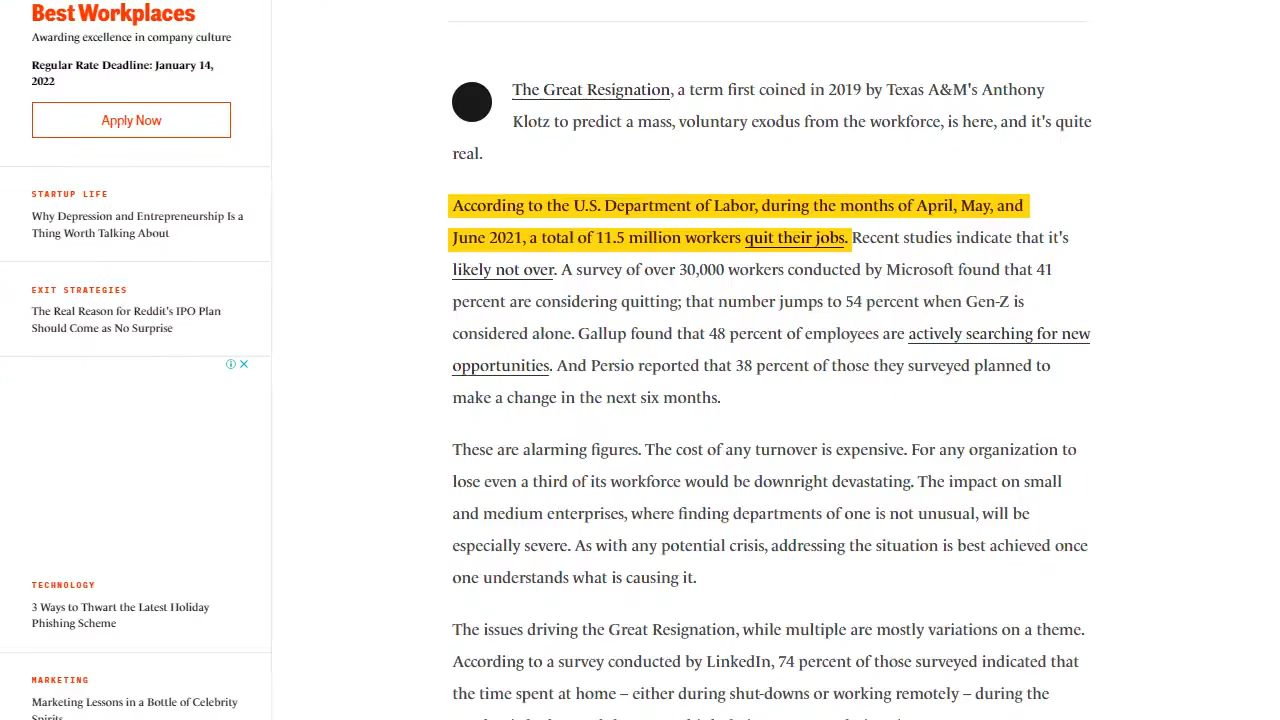 Best Workplaces
Awarding excellence in company culture
Regular Rate Deadline: January 14,
2022
Apply Now
STARTUP LIFE
Why Depression and Entrepreneurship Is a
Thing Worth Talking About
EXIT STRATEGIES
The Real Reason for Reddit's IPO Plan
Should Come as No Surprise
TECHNOLOGY
3 Ways to Thwart the Latest Holiday
Phishing Scheme
MARKETING
Marketing Lessons in a Bottle of Celebrity
Spirits
The Great Resignation, a term first coined in 2019 by Texas A&M's Anthony
Klotz to predict a mass, voluntary exodus from the workforce, is here, and it's quite
real.
According to the U.S. Department of Labor, during the months of April, May, and
June 2021, a total of 11.5 million workers quit their jobs. Recent studies indicate that it's
likely not over. A survey of over 30,000 workers conducted by Microsoft found that 41
percent are considering quitting; that number jumps to 54 percent when Gen-Z is
considered alone. Gallup found that 48 percent of employees are actively searching for new
opportunities. And Persio reported that 38 percent of those they surveyed planned to
make a change in the next six months.
These are alarming figures. The cost of any turnover is expensive. For any organization to
lose even a third of its workforce would be downright devastating. The impact on small
and medium enterprises, where finding departments of one is not unusual, will be
especially severe. As with any potential crisis, addressing the situation is best achieved once
one understands what is causing it.
The issues driving the Great Resignation, while multiple are mostly variations on a theme.
According to a survey conducted by LinkedIn, 74 percent of those surveyed indicated that
the time spent at home – either during shut-downs or working remotely – during the